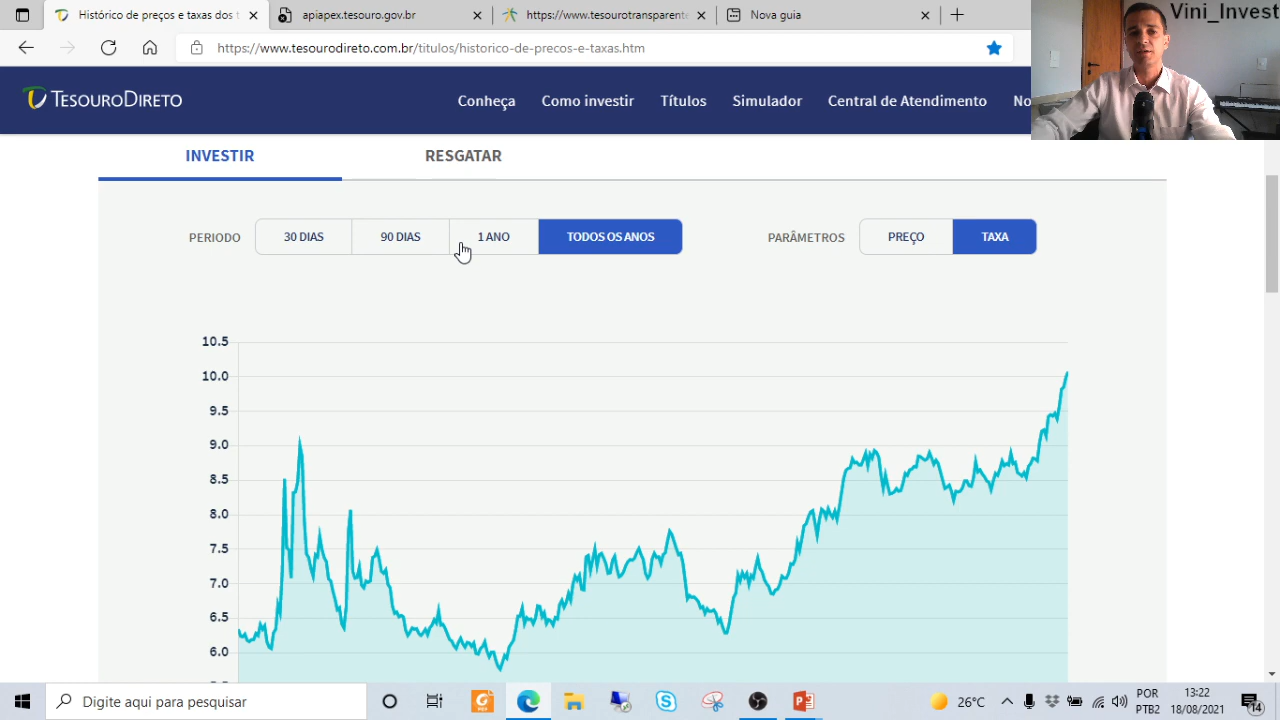 Histórico de preços e taxas dos t
apiapex.tesouro.gov.br
https://www.tesourotransparente
Nova guia
Vini_Invest
https://www.tesourodireto.com.br/titulos/historico-de-precos-e-taxas.htm
TESOURODIRETO
Conheça
Como investir
Títulos
Simulador
Central de Atendimento
No
INVESTIR
RESGATAR
PERIODO
30 DIAS
90 DIAS
1 ANO
TODOS OS ANOS
PARÂMETROS
PREÇO
TAXA
10.5
10.0
9.5
9.0
8.5
8.0
7.5
7.0
6.5
6.0
Digite aqui para pesquisar
26°C
POR
PTB2
13:22
18/08/2021
14